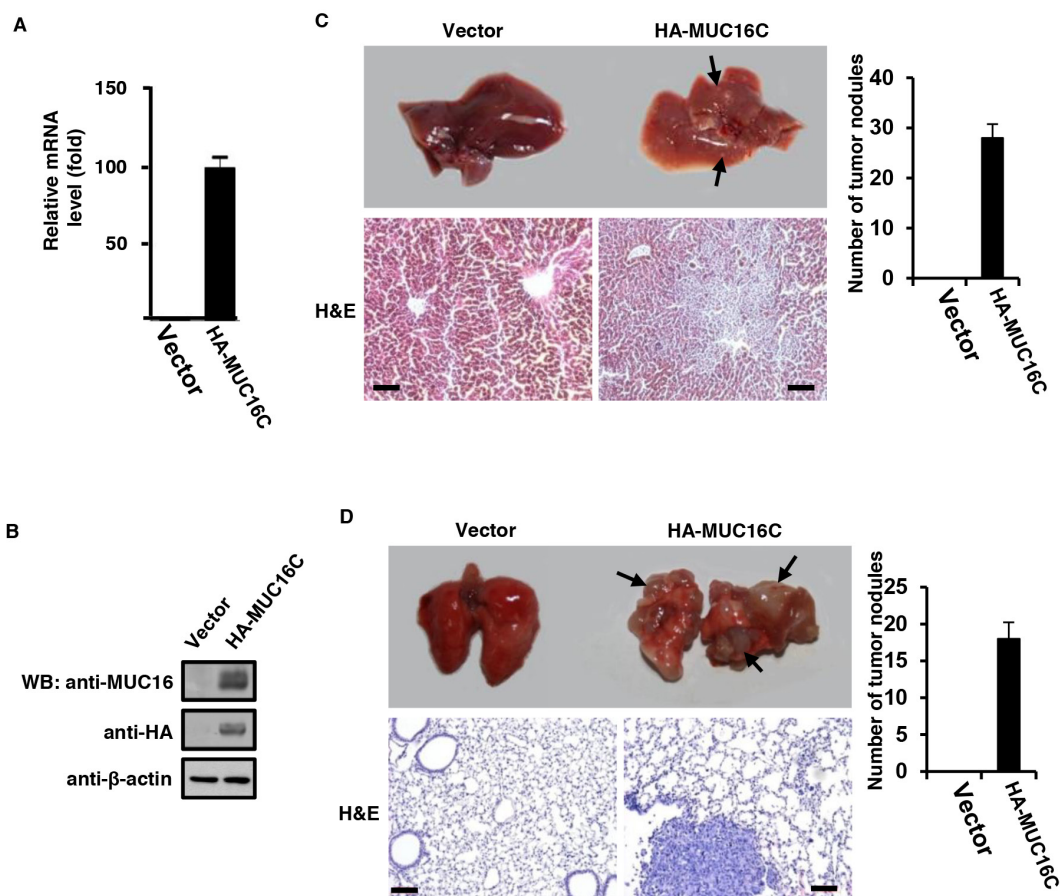 A
Relative mRNA
level (fold)
150
100
50
Vector
HA-MUC16C
B
Vector
HA-MUC16C
WB: anti-MUC16
anti-HA
anti-β-actin
C
Vector
HA-MUC16C
H&E
Number of tumor nodules
40
30
20
10
0
Vector
HA-MUC16C
D
Vector
HA-MUC16C
H&E
Number of tumor nodules
25
20
15
10
5
0
Vector
HA-MUC16C